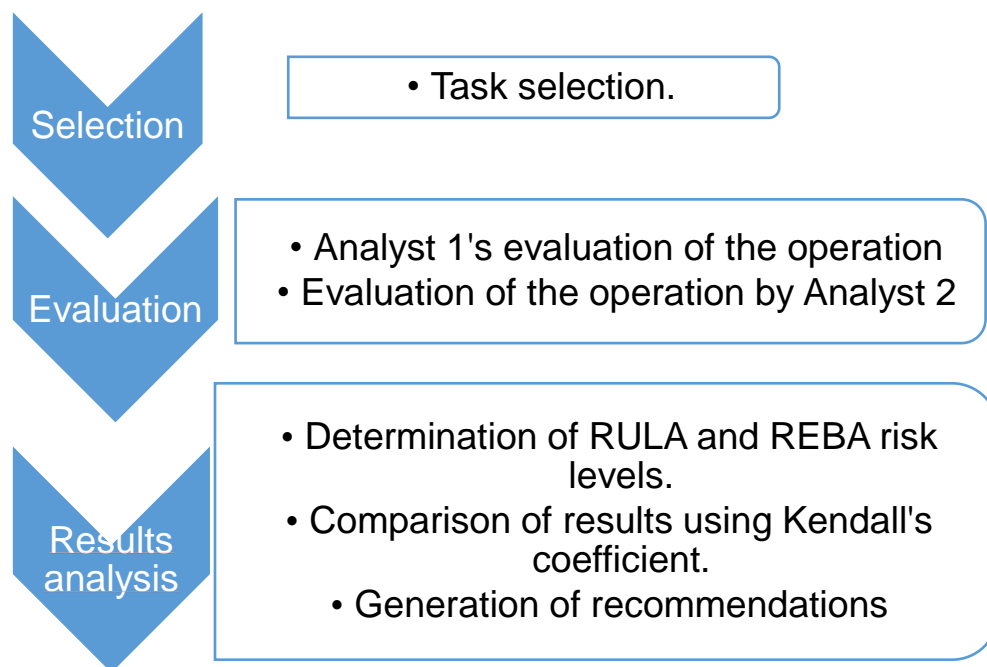 Selection
• Task selection.
Evaluation
• Analyst 1's evaluation of the operation
• Evaluation of the operation by Analyst 2
Results
analysis
• Determination of RULA and REBA risk
levels.
• Comparison of results using Kendall's
coefficient.
• Generation of recommendations